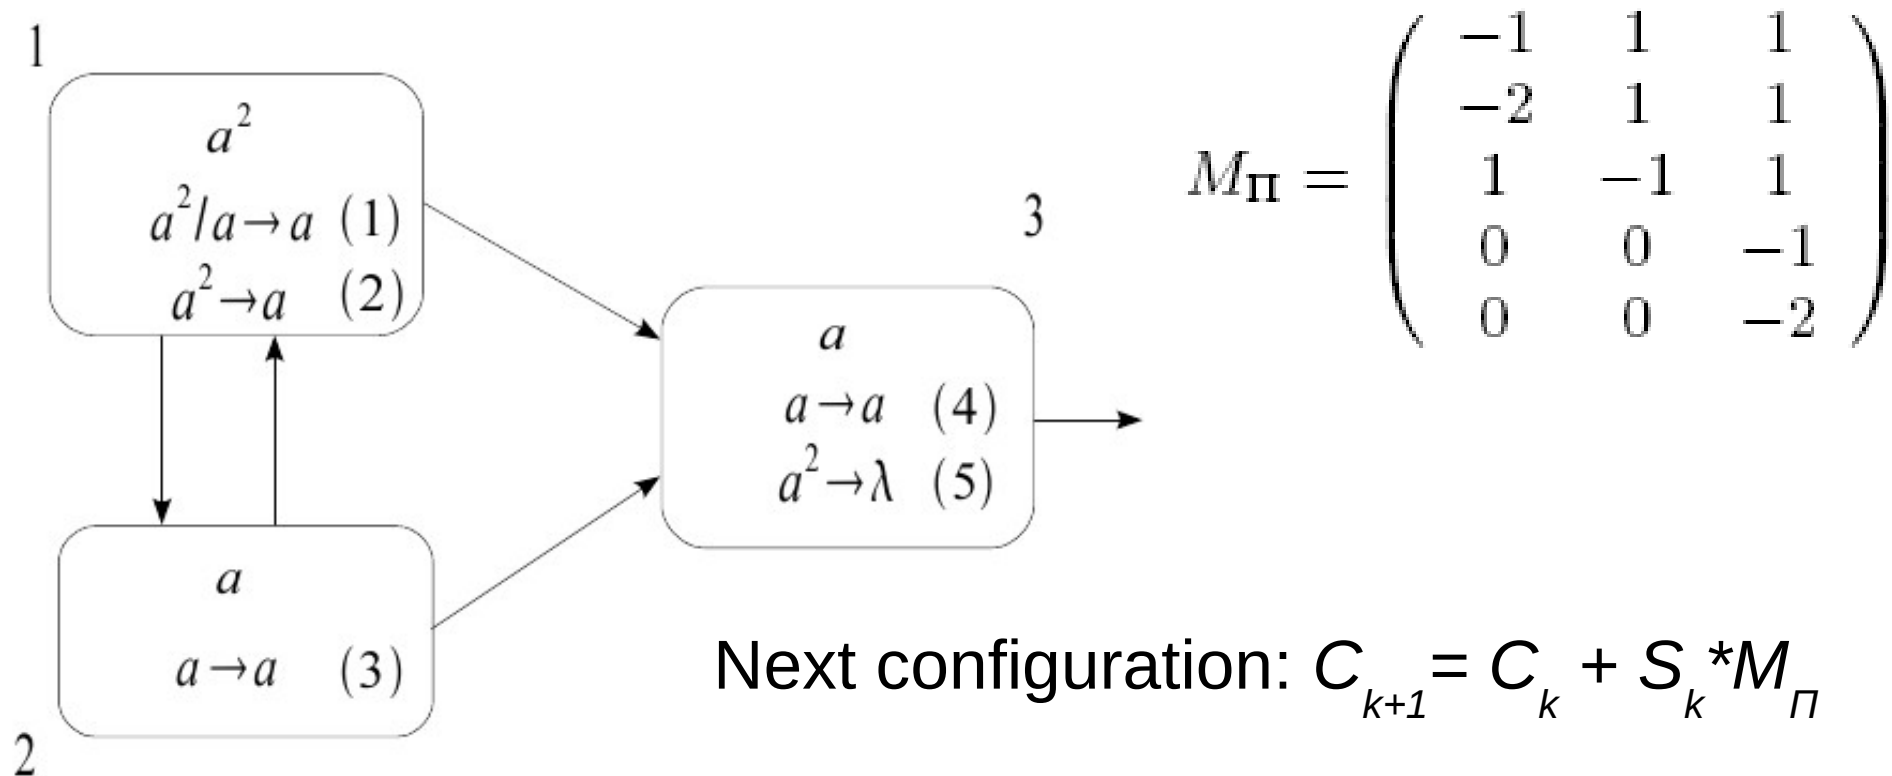 1
a²
a²/a→a (1)
a²→a (2)
2
a
a→a (3)
3
a
a→a (4)
a²→λ (5)
M_Π =
−1 1 1
−2 1 1
1 −1 1
0 0 −1
0 0 −2
Next configuration: C_{k+1} = C_k + S_k*M_Π